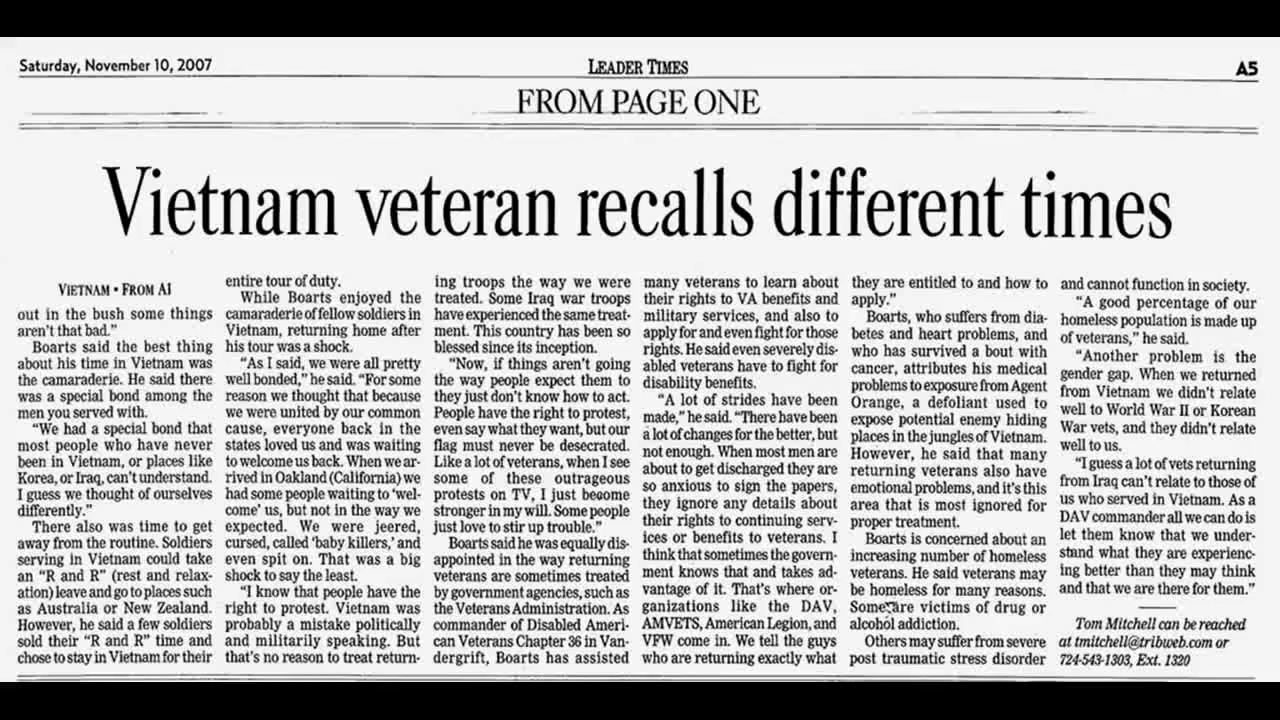 Saturday, November 10, 2007
LEADER TIMES
A5
FROM PAGE ONE
Vietnam veteran recalls different times
VIETNAM • FROM A1
out in the bush some things
aren't that bad."
Boarts said the best thing
about his time in Vietnam was
the camaraderie. He said there
was a special bond among the
men you served with.
"We had a special bond that
most people who have never
been in Vietnam, or places like
Korea, or Iraq, can't understand.
I guess we thought of ourselves
differently."
There also was time to get
away from the routine. Soldiers
serving in Vietnam could take
an "R and R" (rest and relax-
ation) leave and go to places such
as Australia or New Zealand.
However, he said a few soldiers
sold their "R and R" time and
chose to stay in Vietnam for their
entire tour of duty.
While Boarts enjoyed the
camaraderie of fellow soldiers in
Vietnam, returning home after
his tour was a shock.
"As I said, we were all pretty
well bonded," he said. "For some
reason we thought that because
we were united by our common
cause, everyone back in the
states loved us and was waiting
to welcome us back. When we ar-
rived in Oakland (California) we
had some people waiting to 'wel-
come' us, but not in the way we
expected. We were jeered,
cursed, called 'baby killers,' and
even spit on. That was a big
shock to say the least.
"I know that people have the
right to protest. Vietnam was
probably a mistake politically
and militarily speaking. But
that's no reason to treat return-
ing troops the way we were
treated. Some Iraq war troops
have experienced the same treat-
ment. This country has been so
blessed since its inception.
"Now, if things aren't going
the way people expect them to
they just don't know how to act.
People have the right to protest,
even say what they want, but our
flag must never be desecrated.
Like a lot of veterans, when I see
some of these outrageous
protests on TV, I just become
stronger in my will. Some people
just love to stir up trouble."
Boarts said he was equally dis-
appointed in the way returning
veterans are sometimes treated
by government agencies, such as
the Veterans Administration. As
commander of Disabled Ameri-
can Veterans Chapter 36 in Van-
dergrift, Boarts has assisted
many veterans to learn about
their rights to VA benefits and
military services, and also to
apply for and even fight for those
rights. He said even severely dis-
abled veterans have to fight for
disability benefits.
"A lot of strides have been
made," he said. "There have been
a lot of changes for the better, but
not enough. When most men are
about to get discharged they are
so anxious to sign the papers,
they ignore any details about
their rights to continuing serv-
ices or benefits to veterans. I
think that sometimes the govern-
ment knows that and takes ad-
vantage of it. That's where or-
ganizations like the DAV,
AMVETS, American Legion, and
VFW come in. We tell the guys
who are returning exactly what
they are entitled to and how to
apply."
Boarts, who suffers from dia-
betes and heart problems, and
who has survived a bout with
cancer, attributes his medical
problems to exposure from Agent
Orange, a defoliant used to
expose potential enemy hiding
places in the jungles of Vietnam.
However, he said that many
returning veterans also have
emotional problems, and it's this
area that is most ignored for
proper treatment.
Boarts is concerned about an
increasing number of homeless
veterans. He said veterans may
be homeless for many reasons.
Some are victims of drug or
alcohol addiction.
Others may suffer from severe
post traumatic stress disorder
and cannot function in society.
"A good percentage of our
homeless population is made up
of veterans," he said.
"Another problem is the
gender gap. When we returned
from Vietnam we didn't relate
well to World War II or Korean
War vets, and they didn't relate
well to us.
"I guess a lot of vets returning
from Iraq can't relate to those of
us who served in Vietnam. As a
DAV commander all we can do is
let them know that we under-
stand what they are experienc-
ing better than they may think
and that we are there for them."
Tom Mitchell can be reached
at tmitchell@tribweb.com or
724-543-1303, Ext. 1320